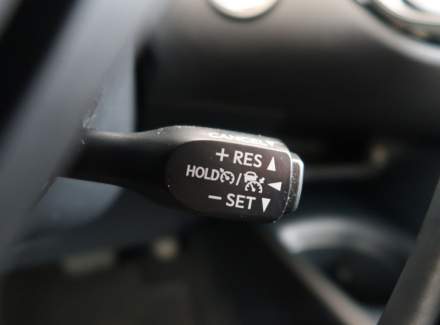 CANCEL
+ RES ▲
HOLD / ◀
− SET ▼